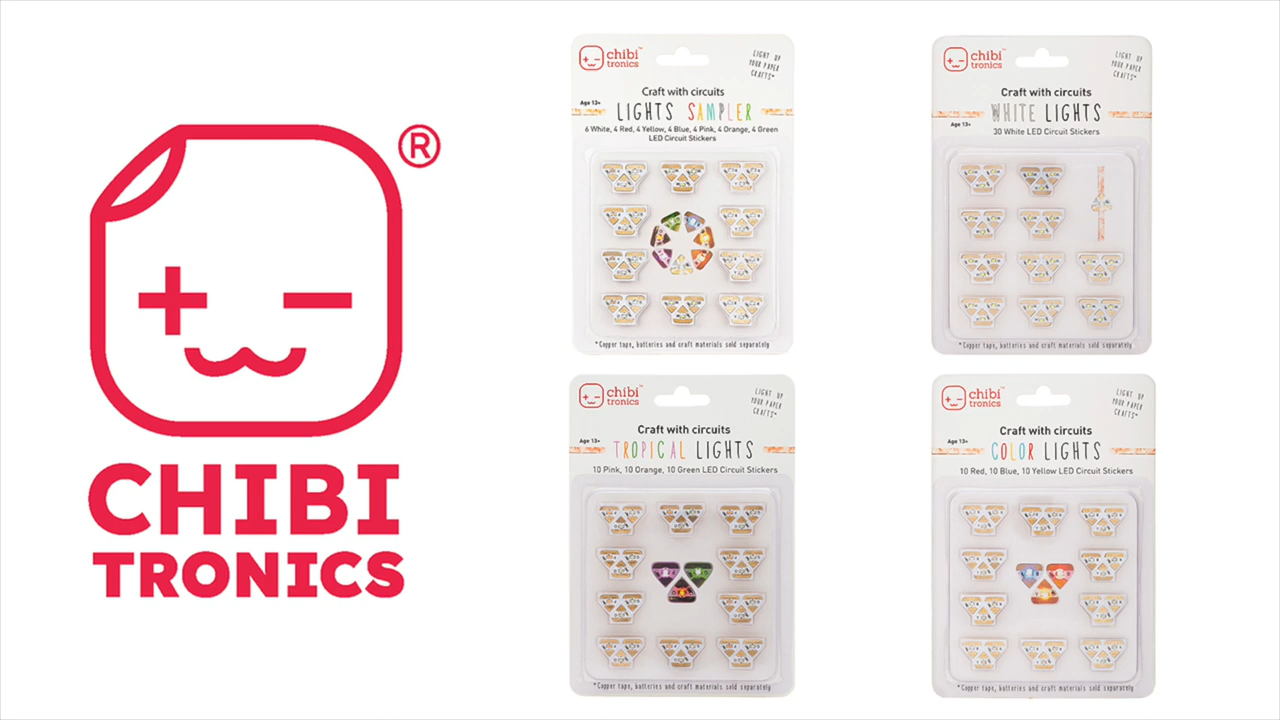 ®
CHIBI
TRONICS
chibi™
tronics
LIGHT UP
YOUR PAPER
CRAFTS*
Craft with circuits
Age 13+
LIGHTS SAMPLER
6 White, 4 Red, 4 Yellow, 4 Blue, 4 Pink, 4 Orange, 4 Green
LED Circuit Stickers
*Copper tape, batteries and craft materials sold separately
chibi™
tronics
LIGHT UP
YOUR PAPER
CRAFTS*
Craft with circuits
WHITE LIGHTS
Age 13+
30 White LED Circuit Stickers
*Copper tape, batteries and craft materials sold separately
chibi™
tronics
LIGHT UP
YOUR PAPER
CRAFTS*
Craft with circuits
Age 13+
TROPICAL LIGHTS
10 Pink, 10 Orange, 10 Green LED Circuit Stickers
*Copper tape, batteries and craft materials sold separately
chibi™
tronics
LIGHT UP
YOUR PAPER
CRAFTS*
Craft with circuits
Age 13+
COLOR LIGHTS
10 Red, 10 Blue, 10 Yellow LED Circuit Stickers
*Copper tape, batteries and craft materials sold separately